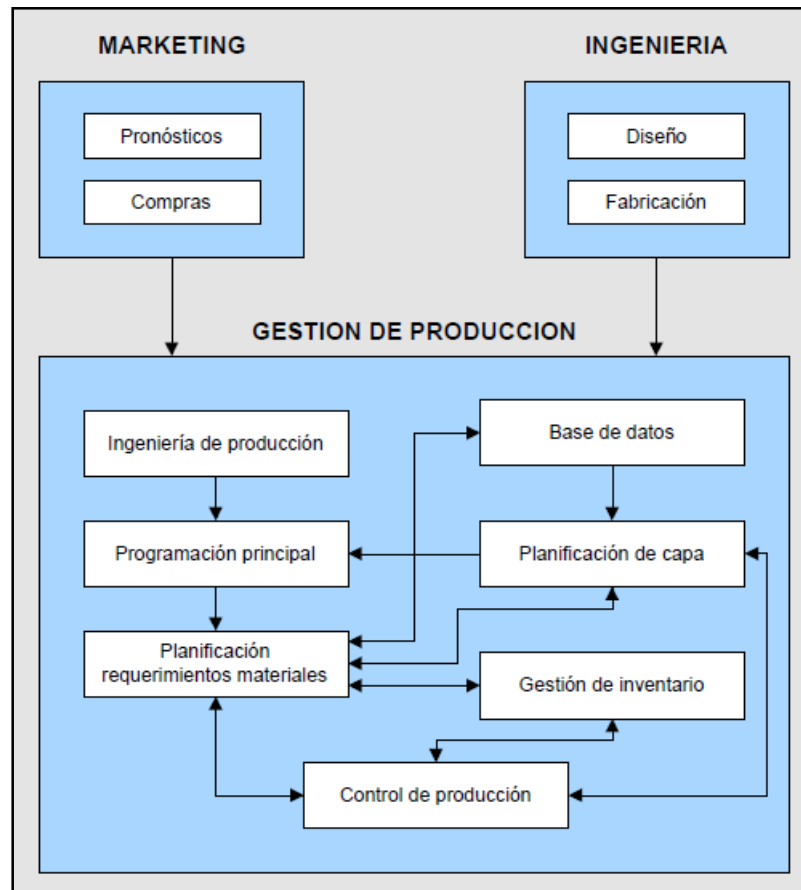 MARKETING
INGENIERIA
Pronósticos
Compras
Diseño
Fabricación
GESTION DE PRODUCCION
Ingeniería de producción
Base de datos
Programación principal
Planificación de capa
Planificación
requerimientos materiales
Gestión de inventario
Control de producción